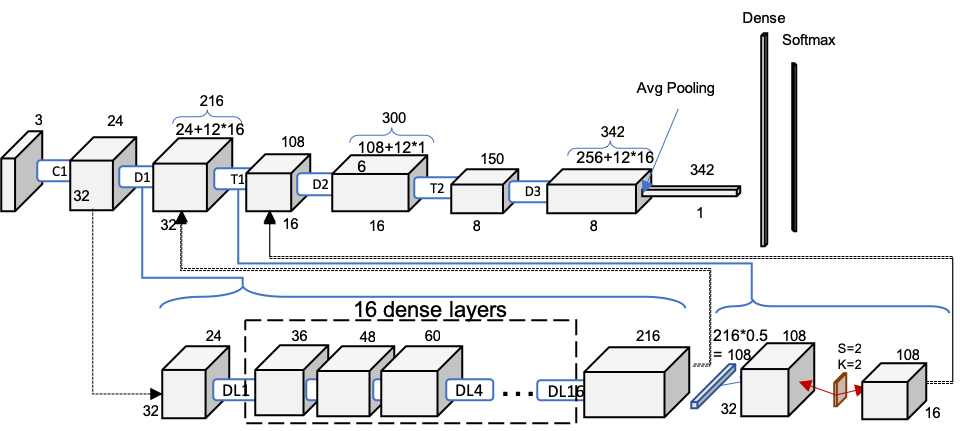 Dense
Softmax
Avg Pooling
3
24
216
24+12*16
108
300
108+12*1
6
150
342
256+12*16
342
C1
D1
T1
D2
T2
D3
32
32
16
16
8
8
1
16 dense layers
24
36
48
60
216
216*0.5
= 108
108
S=2
K=2
108
DL1
DL4
...
DL16
32
32
16